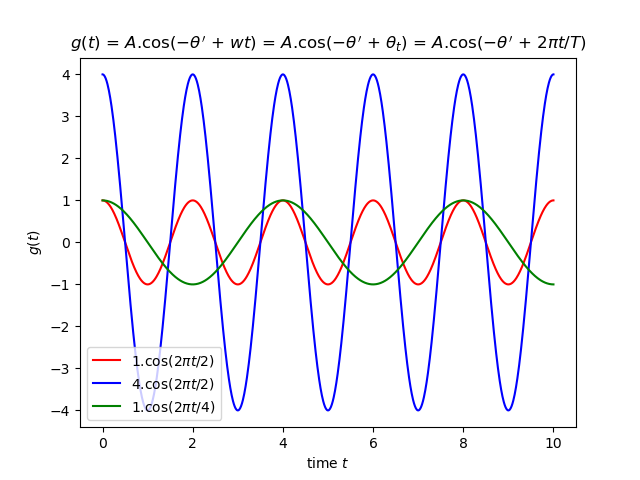 g(t) = A.cos(−θ′ + wt) = A.cos(−θ′ + θₜ) = A.cos(−θ′ + 2πt/T)
4
3
2
1
0
−1
−2
−3
−4
g(t)
1.cos(2πt/2)
4.cos(2πt/2)
1.cos(2πt/4)
0 2 4 6 8 10
time t